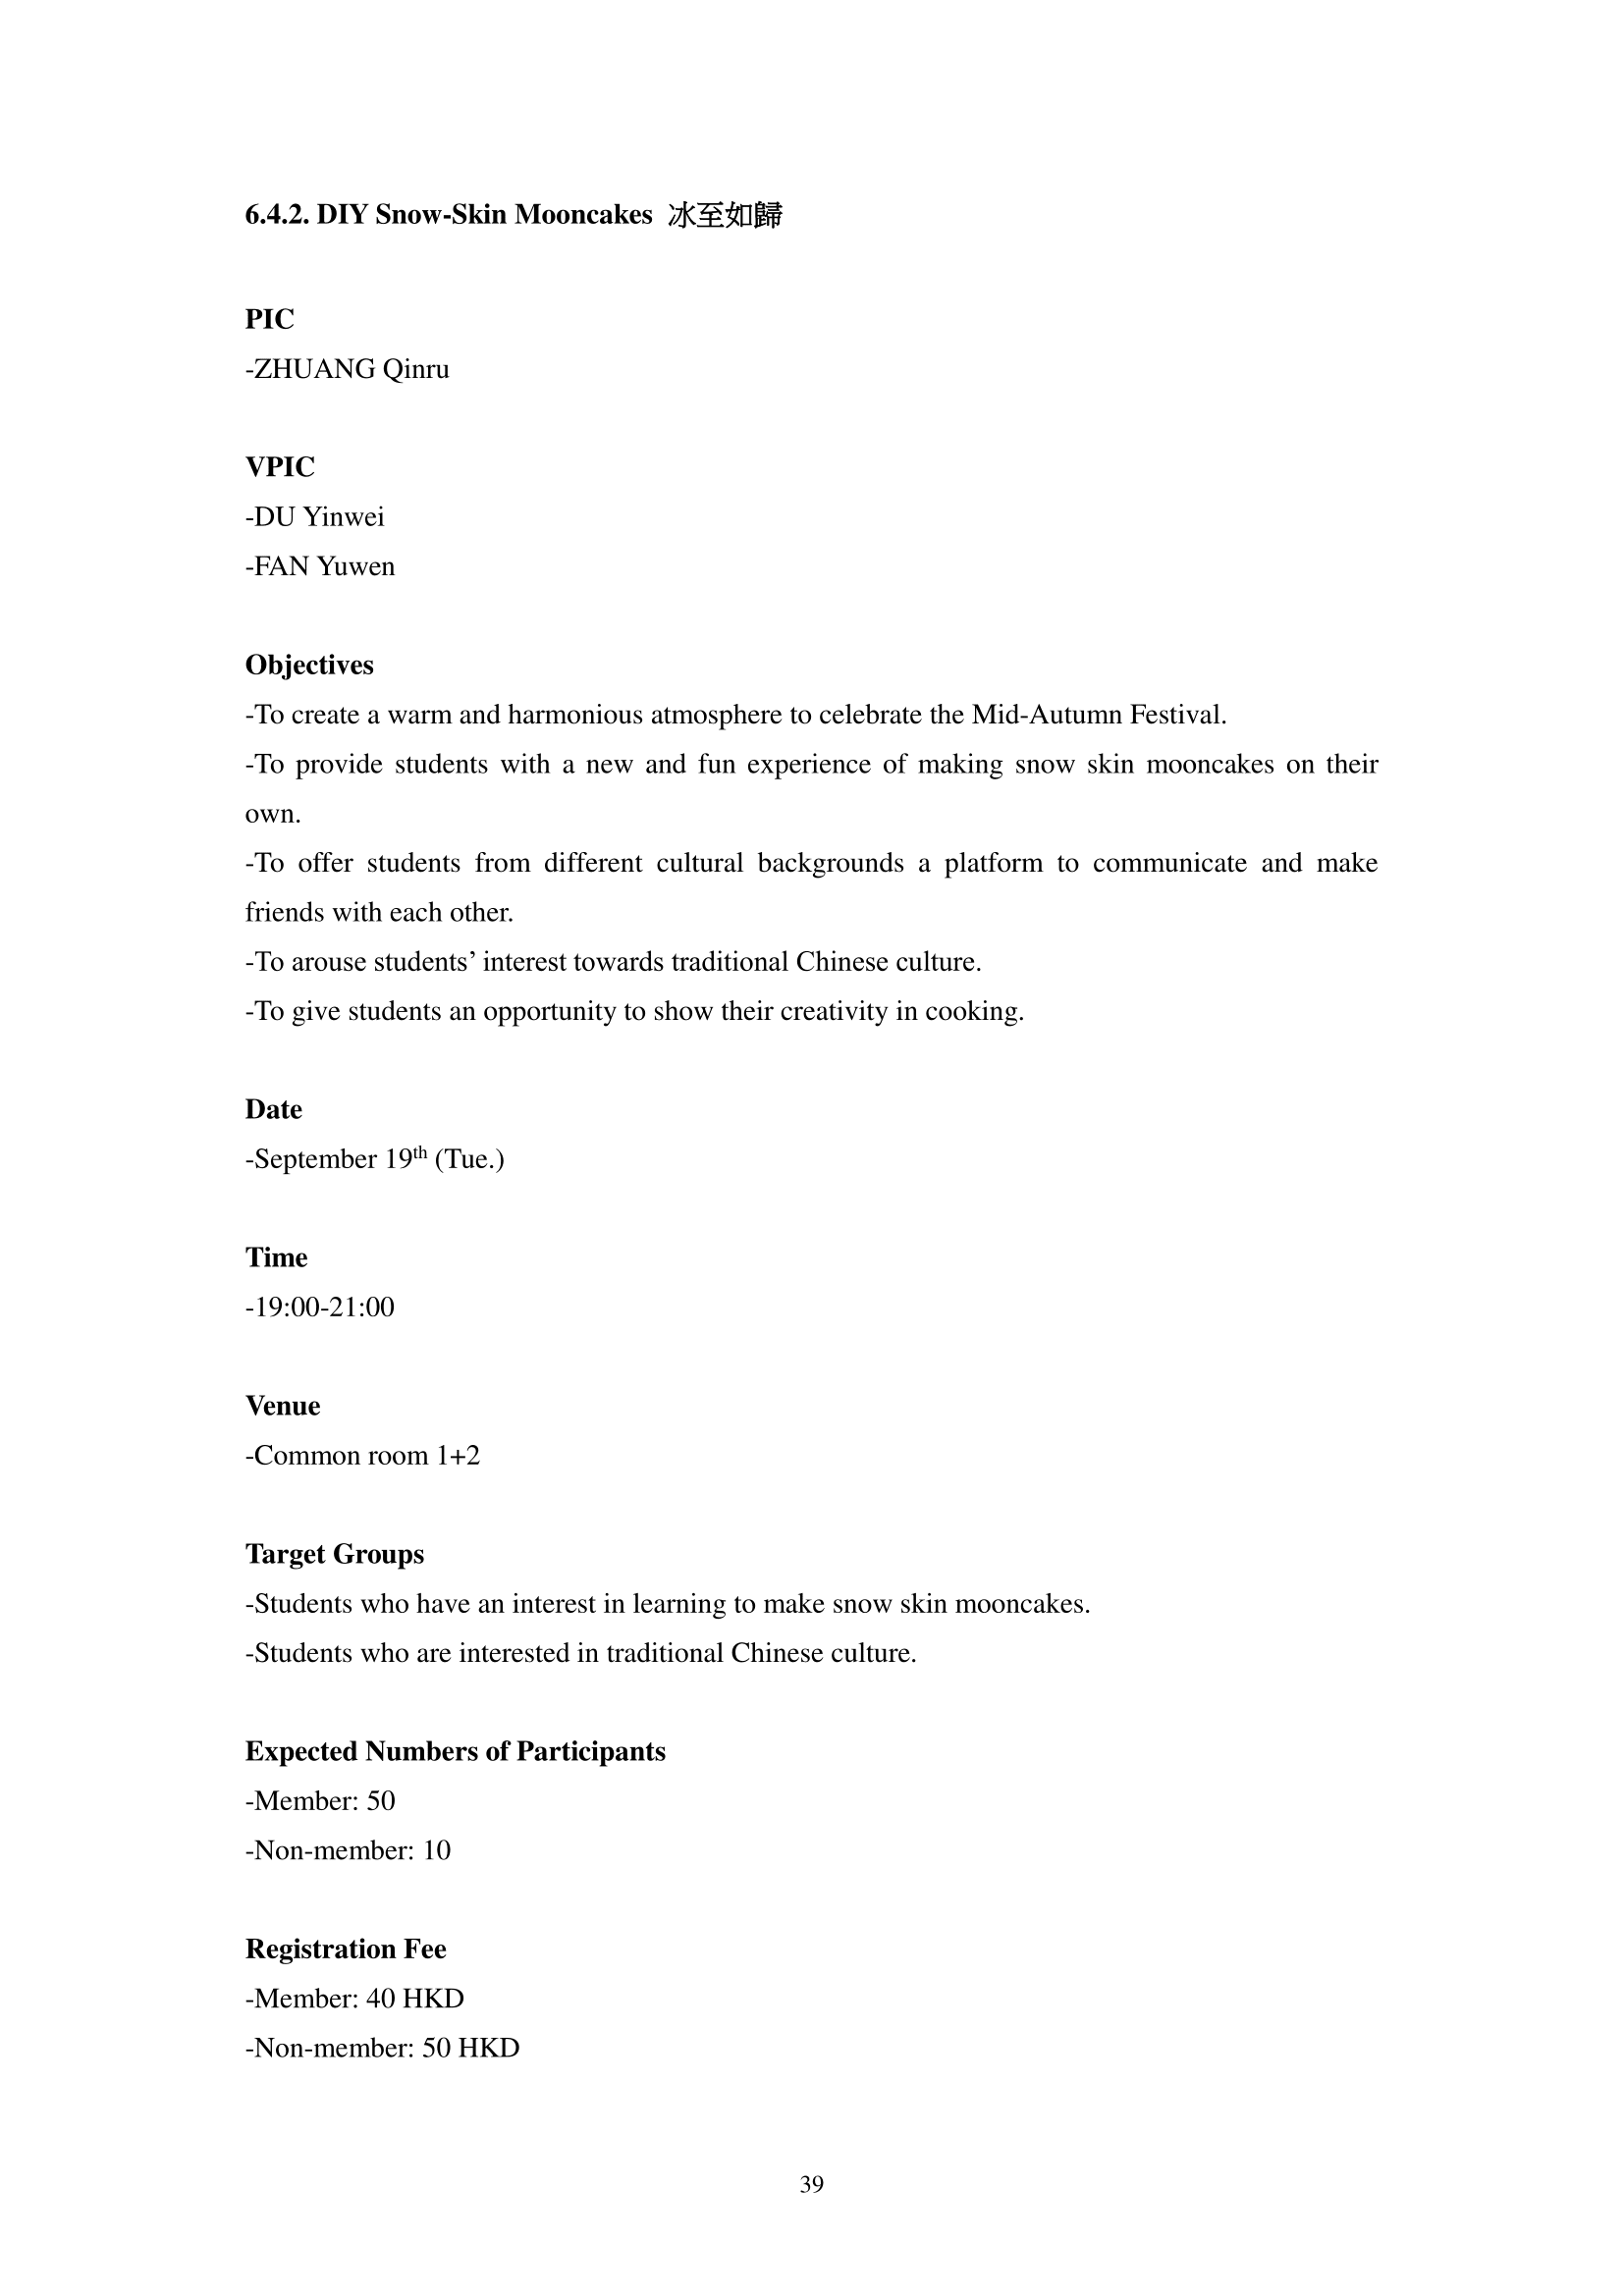 6.4.2. DIY Snow-Skin Mooncakes 冰至如歸
PIC
-ZHUANG Qinru
VPIC
-DU Yinwei
-FAN Yuwen
Objectives
-To create a warm and harmonious atmosphere to celebrate the Mid-Autumn Festival.
-To provide students with a new and fun experience of making snow skin mooncakes on their
own.
-To offer students from different cultural backgrounds a platform to communicate and make
friends with each other.
-To arouse students’ interest towards traditional Chinese culture.
-To give students an opportunity to show their creativity in cooking.
Date
-September 19th (Tue.)
Time
-19:00-21:00
Venue
-Common room 1+2
Target Groups
-Students who have an interest in learning to make snow skin mooncakes.
-Students who are interested in traditional Chinese culture.
Expected Numbers of Participants
-Member: 50
-Non-member: 10
Registration Fee
-Member: 40 HKD
-Non-member: 50 HKD
39